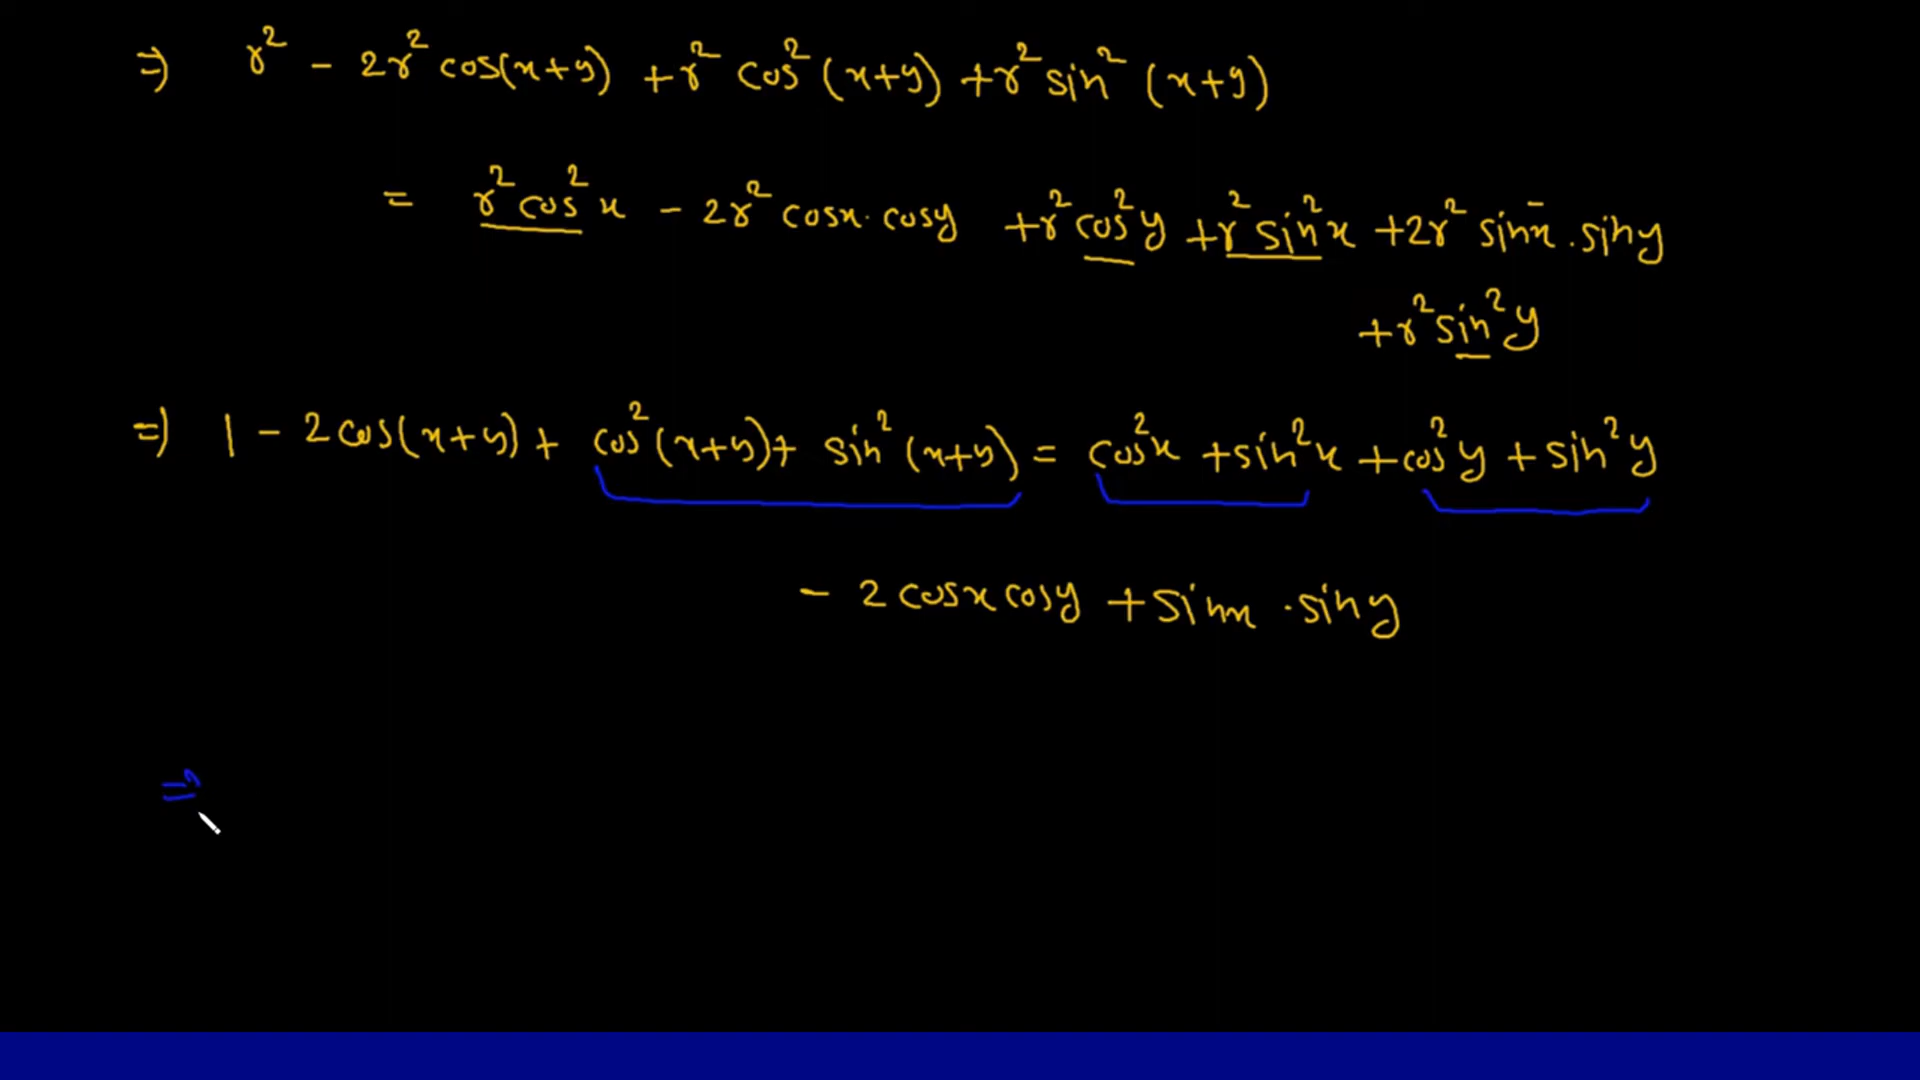 ⇒ r² - 2r² cos(x+y) + r² cos² (x+y) + r² sin² (x+y)
= r² cos² x - 2r² cosx · cosy + r² cos² y + r² sin² x + 2r² sinx · siny
+ r² sin² y
⇒ 1 - 2cos(x+y) + cos² (x+y) + sin² (x+y) = cos² x + sin² x + cos² y + sin² y
- 2 cosx cosy + sinx · siny
⇒